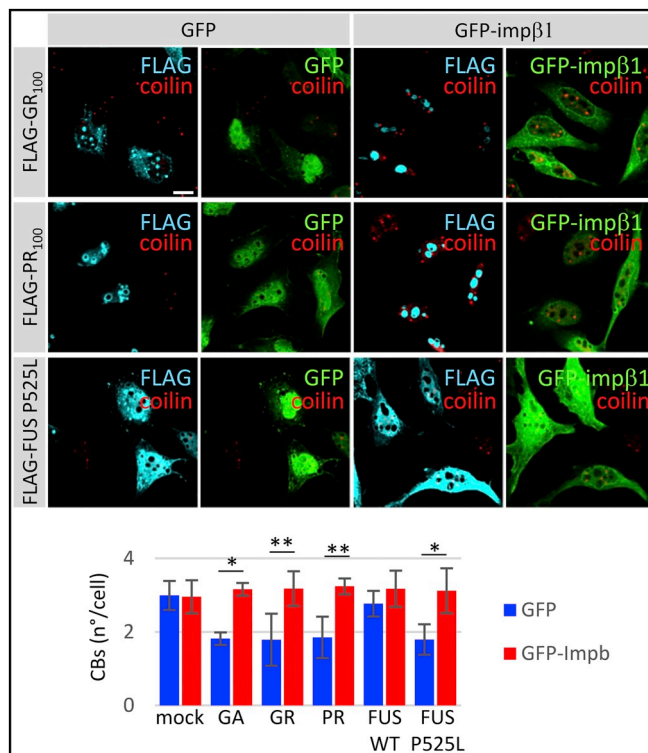 GFP GFP-impβ1
FLAG-GR100
FLAG
coilin
GFP
coilin
FLAG
coilin
GFP-impβ1
coilin
FLAG-PR100
FLAG
coilin
GFP
coilin
FLAG
coilin
GFP-impβ1
coilin
FLAG-FUS P525L
FLAG
coilin
GFP
coilin
FLAG
coilin
GFP-impβ1
coilin
CBs (n°/cell)
4
2
0
* ** ** *
mock GA GR PR FUS FUS
WT P525L
GFP
GFP-Impb